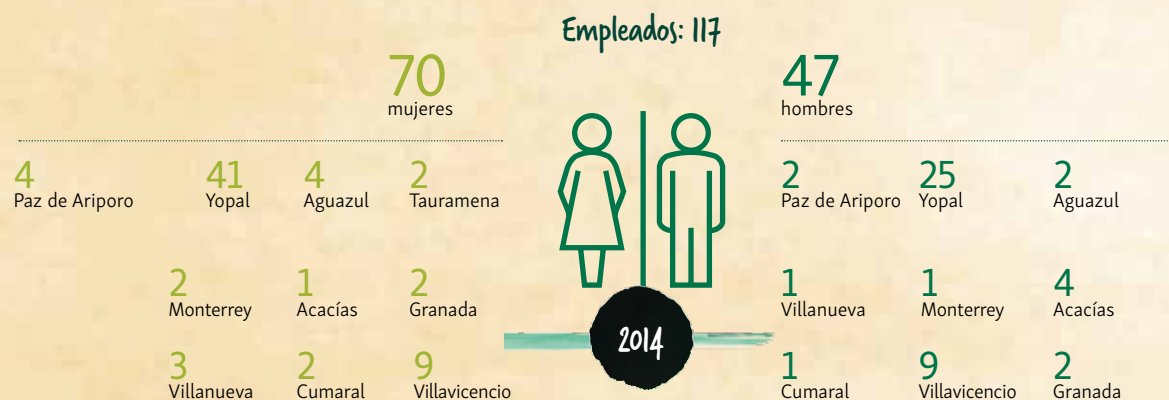 Empleados: 117
70
mujeres
4
Paz de Ariporo
41
Yopal
4
Aguazul
2
Tauramena
2
Monterrey
1
Acacías
2
Granada
3
Villanueva
2
Cumaral
9
Villavicencio
2014
47
hombres
2
Paz de Ariporo
25
Yopal
2
Aguazul
1
Villanueva
1
Monterrey
4
Acacías
1
Cumaral
9
Villavicencio
2
Granada